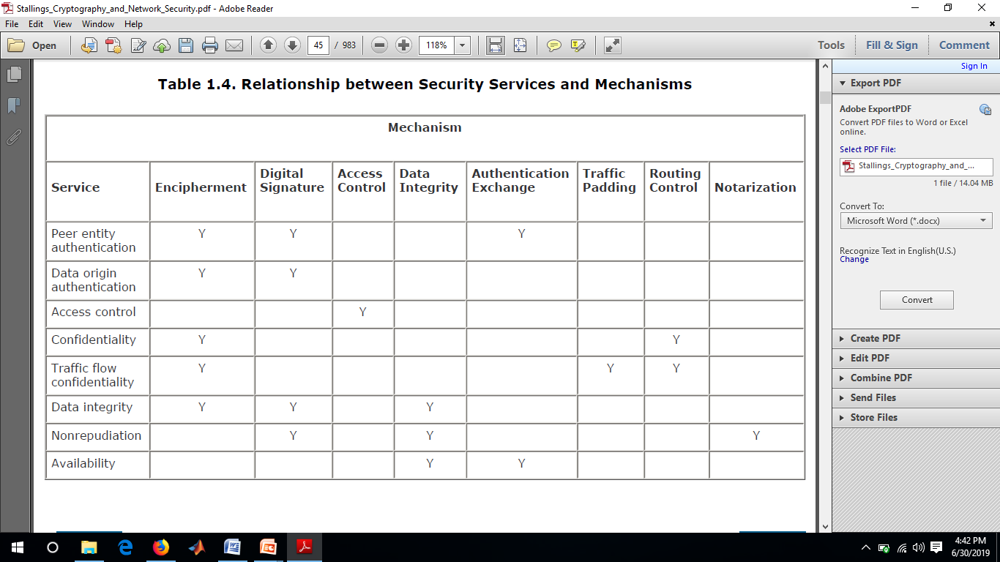 Stallings_Cryptography_and_Network_Security.pdf - Adobe Reader
File Edit View Window Help
Open 45 / 983 118% Tools Fill & Sign Comment
Sign In
Table 1.4. Relationship between Security Services and Mechanisms
Mechanism
Service Encipherment Digital Signature Access Control Data Integrity Authentication Exchange Traffic Padding Routing Control Notarization
Peer entity authentication Y Y Y
Data origin authentication Y Y
Access control Y
Confidentiality Y Y
Traffic flow confidentiality Y Y Y
Data integrity Y Y Y
Nonrepudiation Y Y Y
Availability Y Y
Export PDF
Adobe ExportPDF
Convert PDF files to Word or Excel
online.
Select PDF File:
Stallings_Cryptography_and_...
1 file / 14.04 MB
Convert To:
Microsoft Word (*.docx)
Recognize Text in English(U.S.)
Change
Convert
Create PDF
Edit PDF
Combine PDF
Send Files
Store Files
4:42 PM
6/30/2019